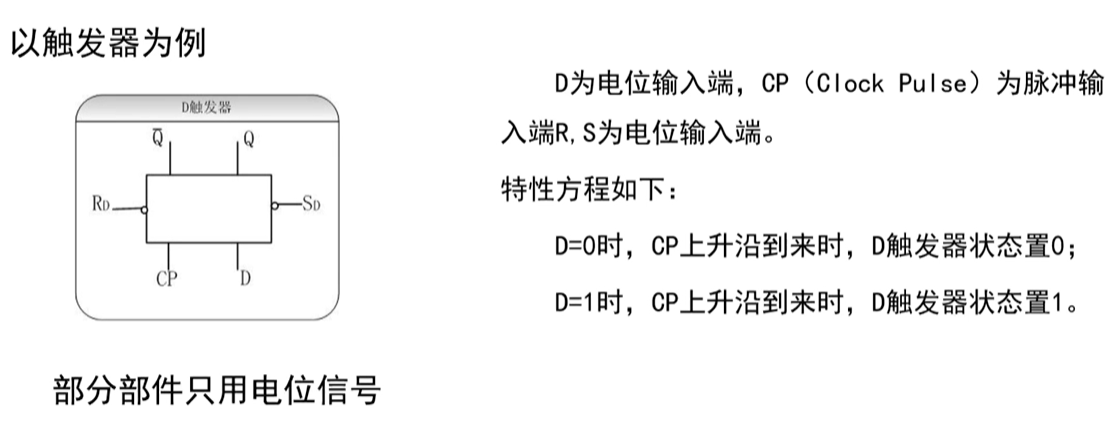 以触发器为例
D触发器
Q̅ Q
RD SD
CP D
D为电位输入端，CP（Clock Pulse）为脉冲输
入端R,S为电位输入端。
特性方程如下：
D=0时，CP上升沿到来时，D触发器状态置0；
D=1时，CP上升沿到来时，D触发器状态置1。
部分部件只用电位信号